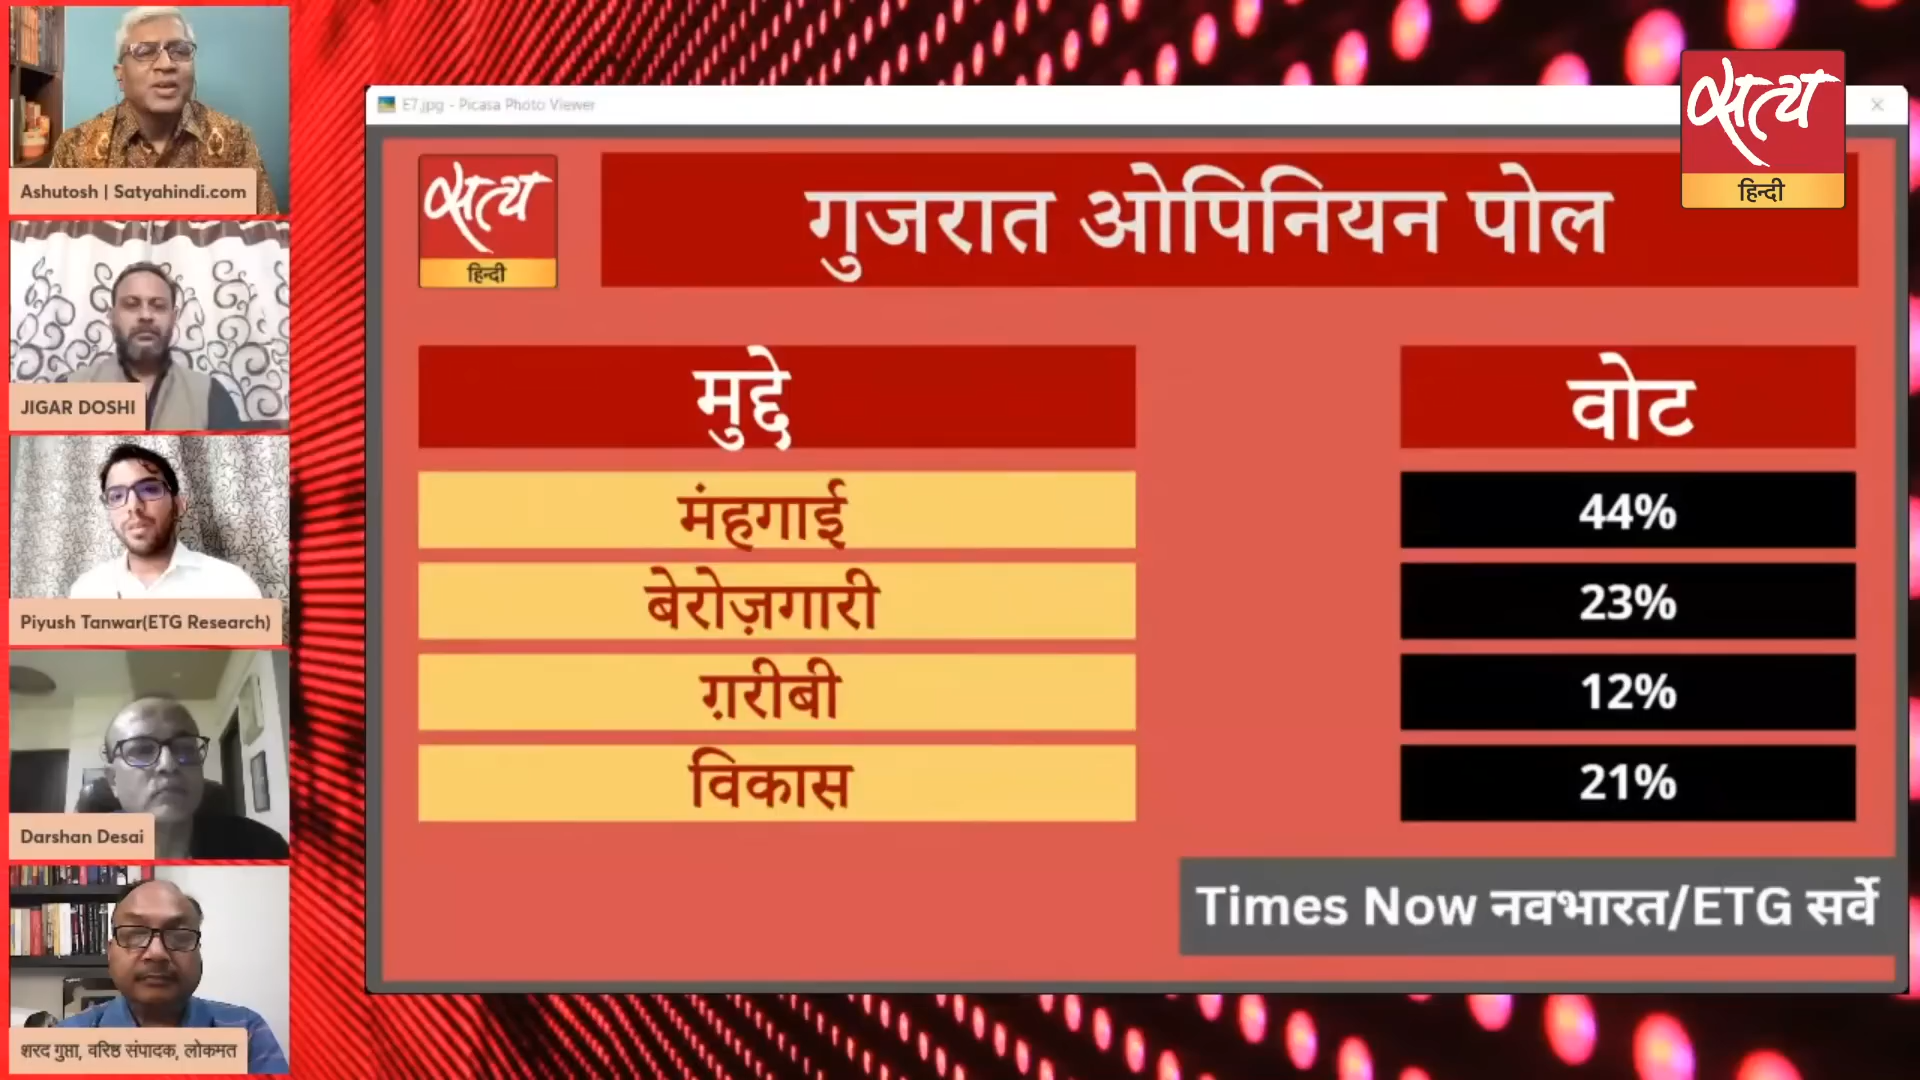 Ashutosh | Satyahindi.com
JIGAR DOSHI
Piyush Tanwar(ETG Research)
Darshan Desai
शरद गुप्ता, वरिष्ठ संपादक, लोकमत
E7.jpg - Picasa Photo Viewer
सत्य
हिन्दी
सत्य
हिन्दी
गुजरात ओपिनियन पोल
मुद्दे वोट
मंहगाई 44%
बेरोज़गारी 23%
ग़रीबी 12%
विकास 21%
Times Now नवभारत/ETG सर्वे